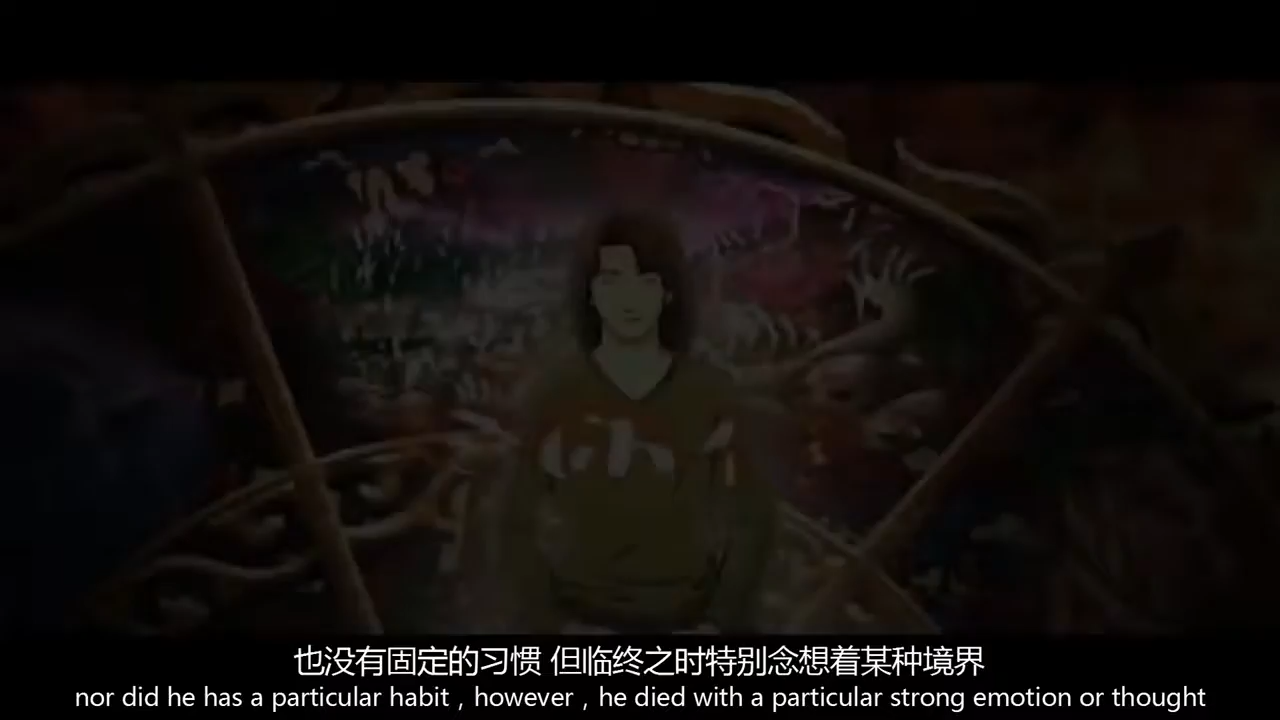 也没有固定的习惯 但临终之时特别念想着某种境界
nor did he has a particular habit , however , he died with a particular strong emotion or thought